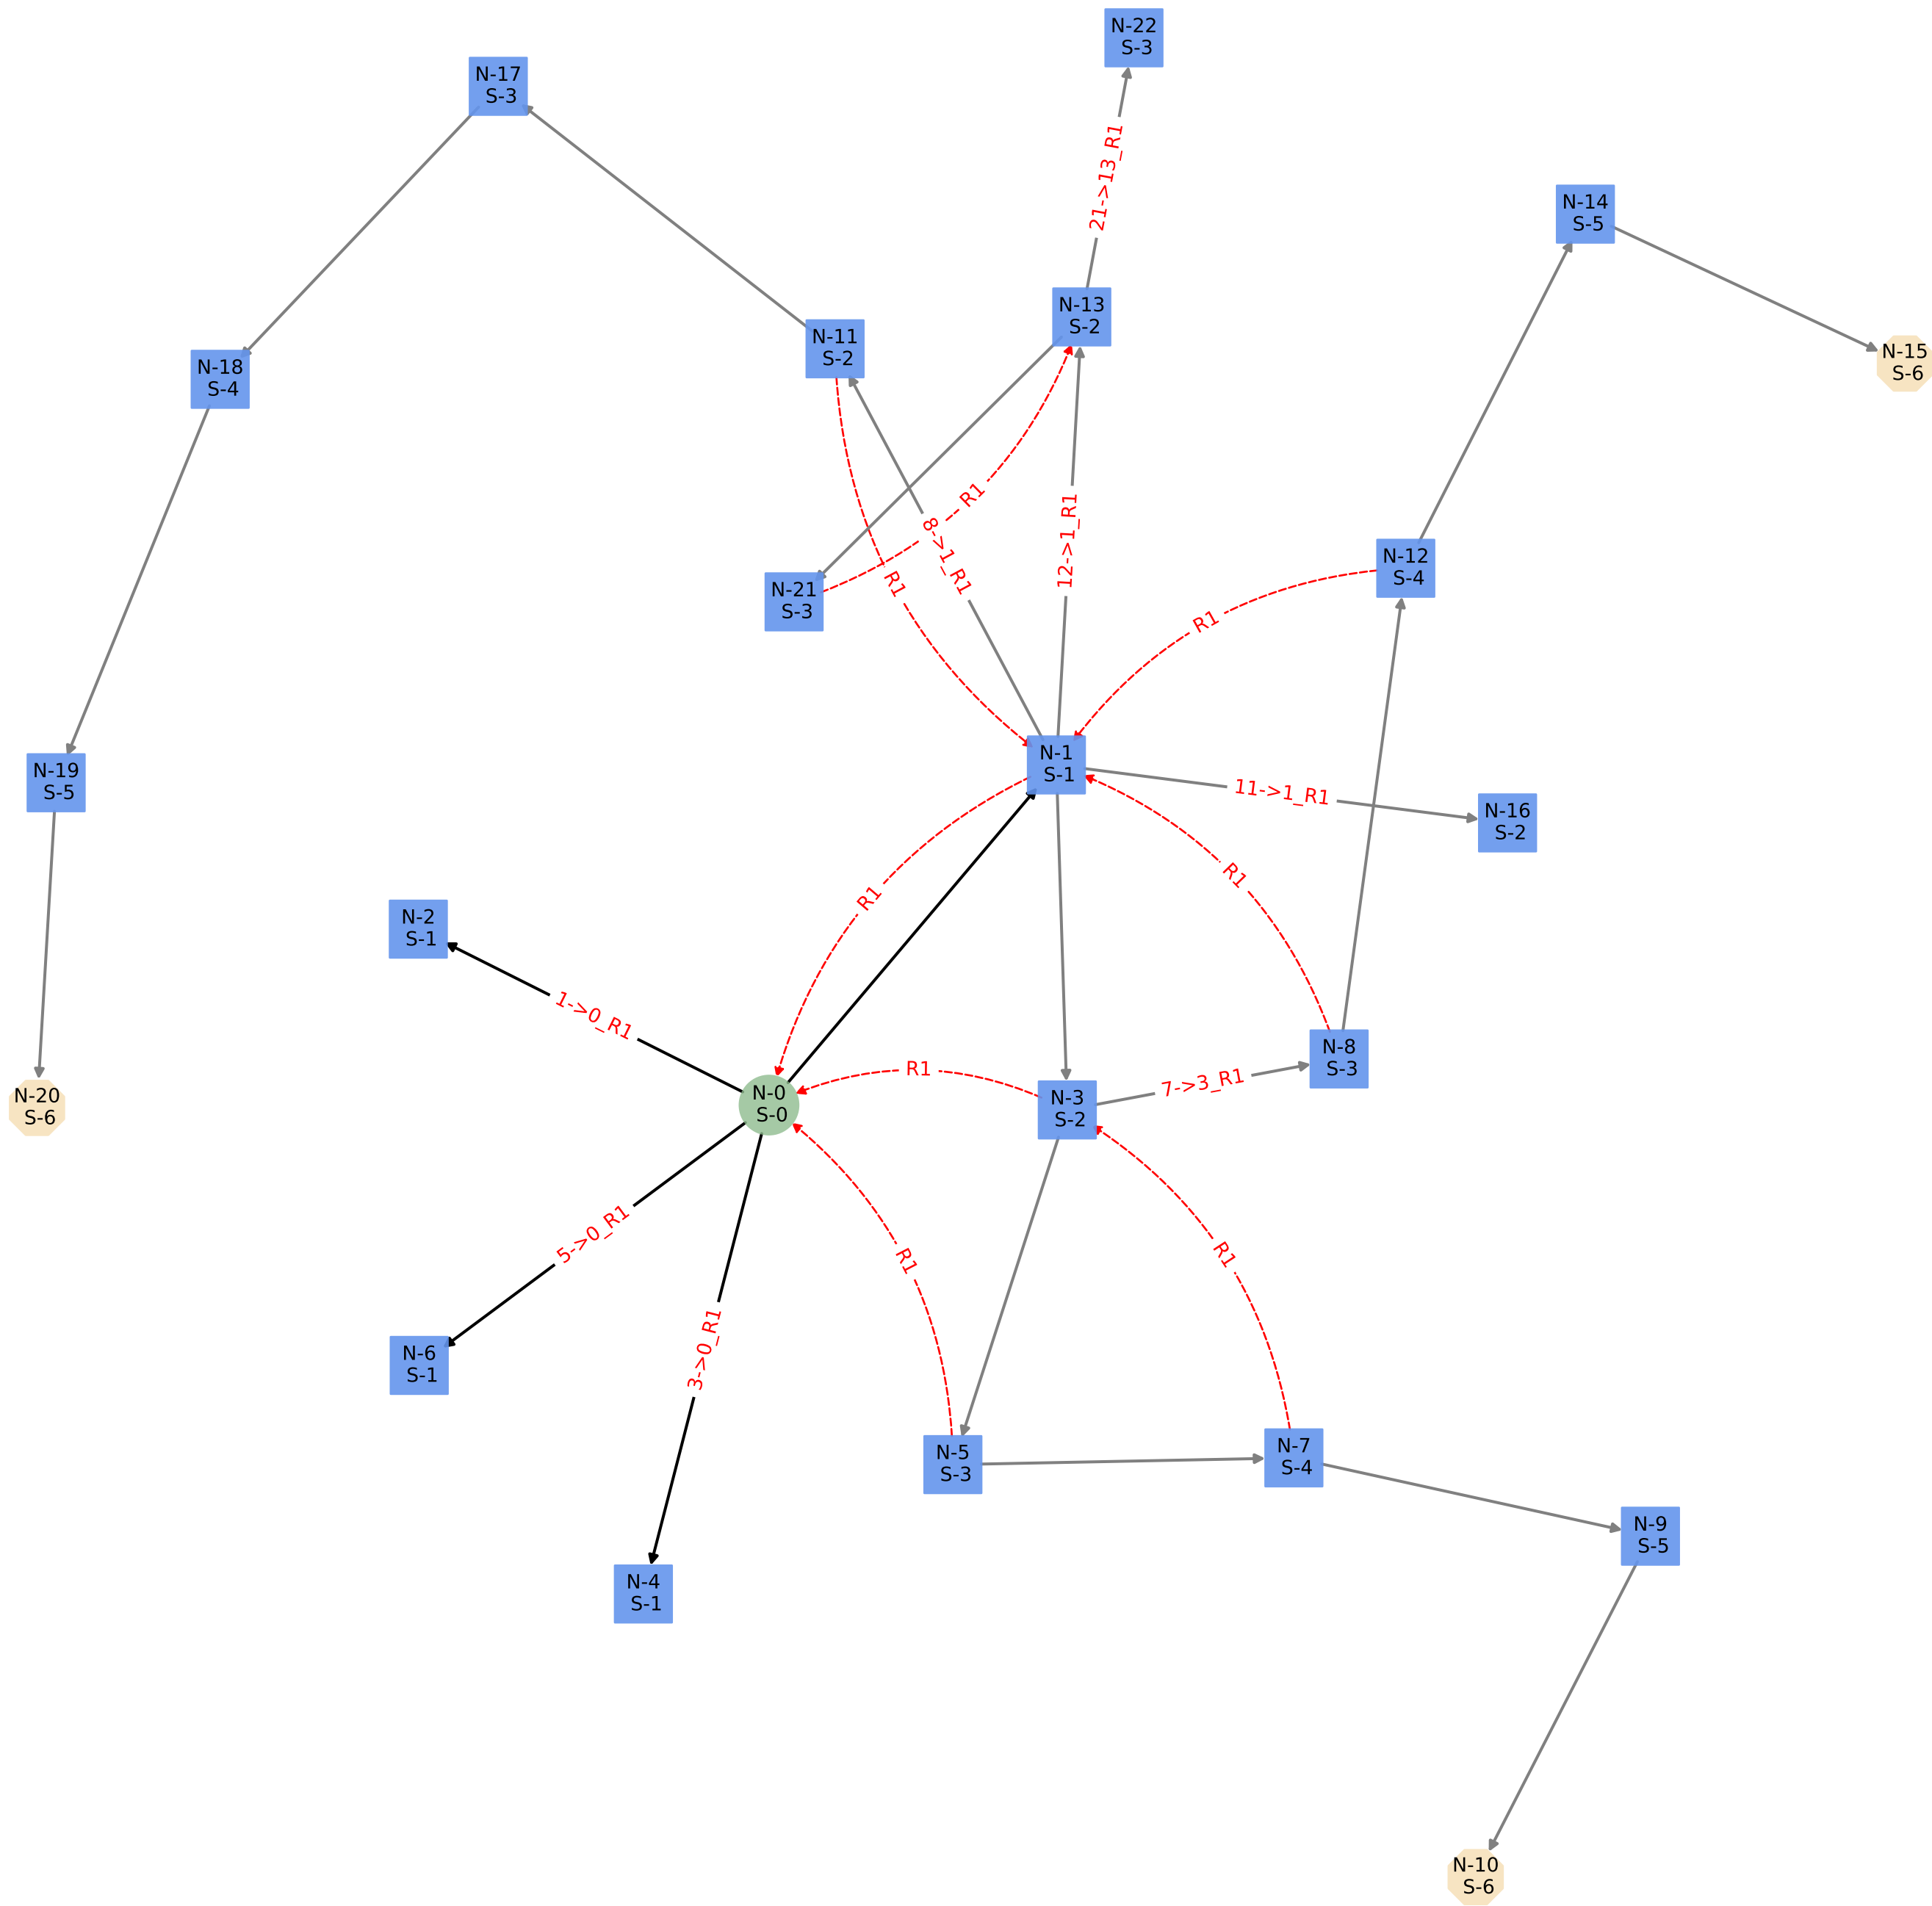 N-22
S-3
N-17
S-3
21->13_R1
N-14
S-5
N-13
S-2
N-11
S-2
N-15
S-6
N-18
S-4
R1
8->1_R1
12->1_R1
N-12
S-4
N-21
S-3
R1
R1
N-1
S-1
N-19
S-5
11->1_R1
N-16
S-2
R1
R1
N-2
S-1
1->0_R1
N-8
S-3
R1
7->3_R1
N-0
S-0
N-3
S-2
N-20
S-6
5->0_R1
R1
R1
3->0_R1
N-6
S-1
N-5
S-3
N-7
S-4
N-9
S-5
N-4
S-1
N-10
S-6